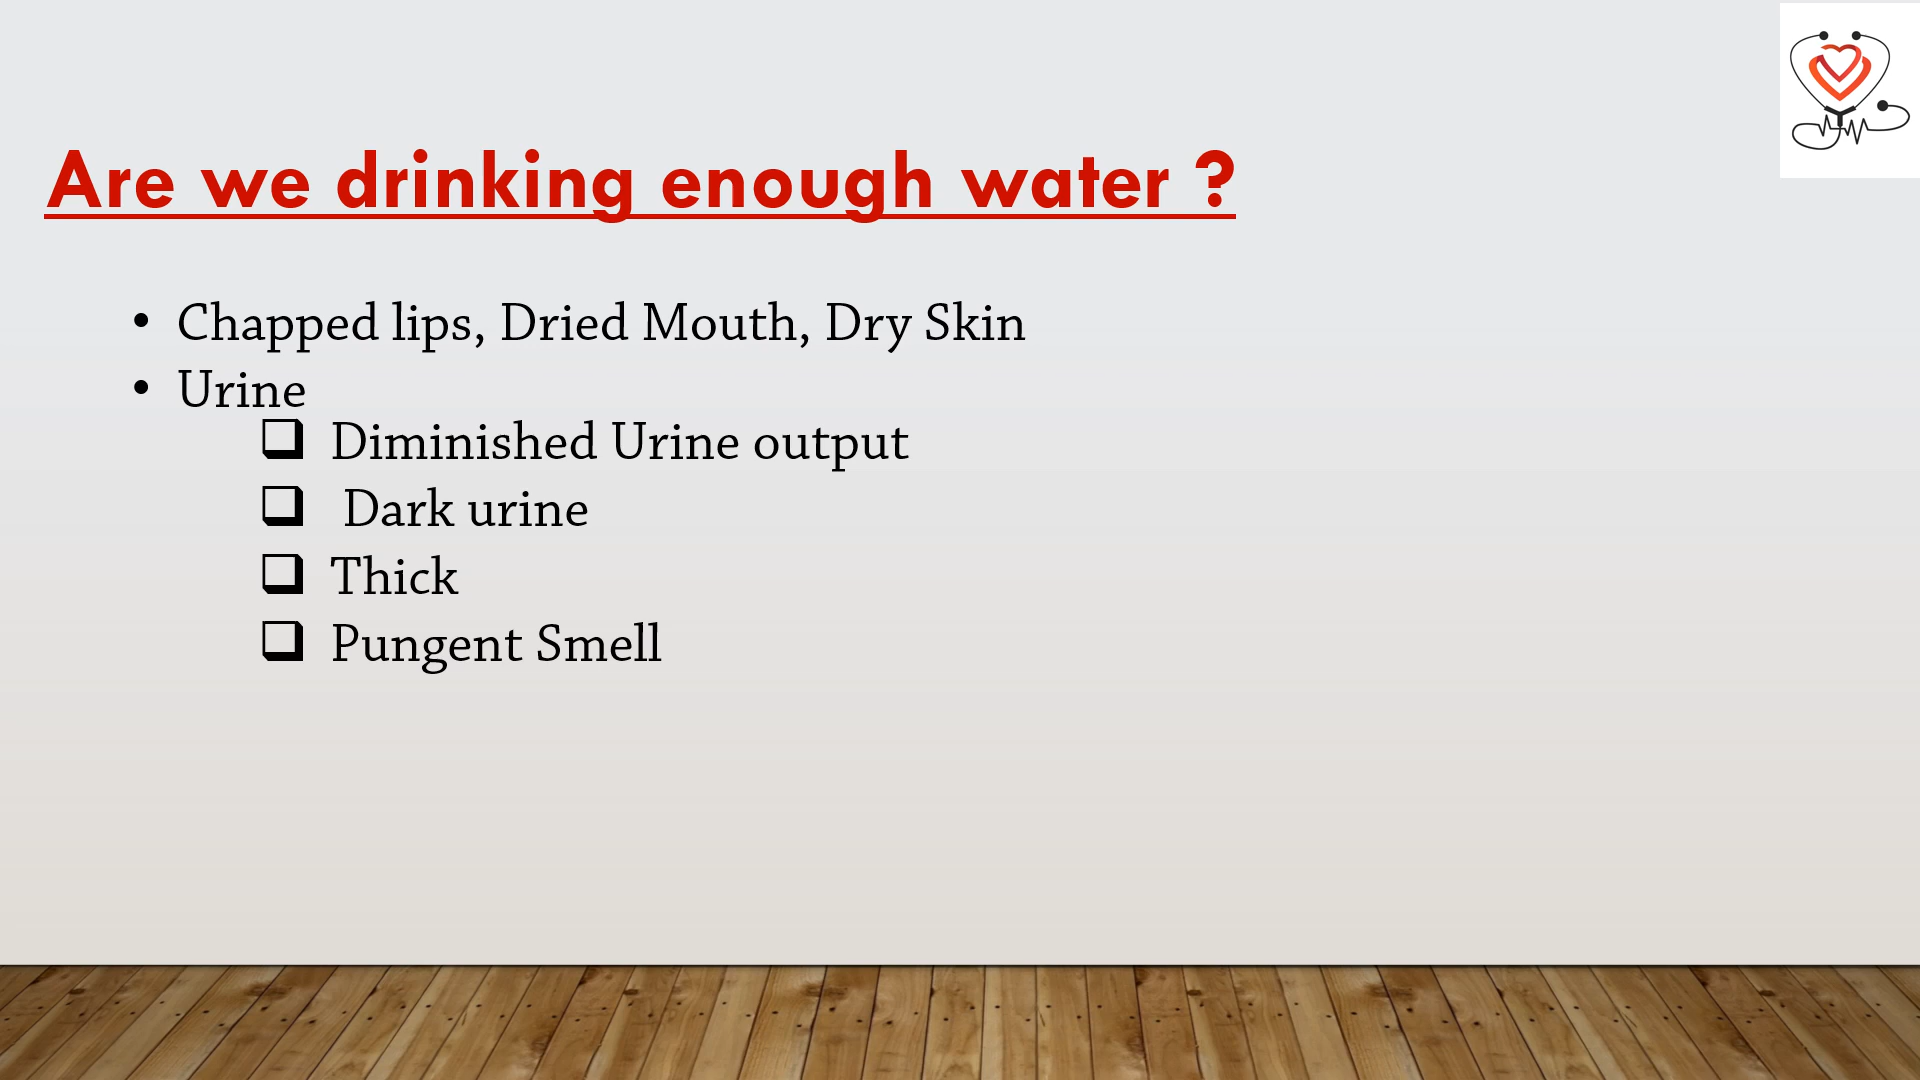 Are we drinking enough water ?
• Chapped lips, Dried Mouth, Dry Skin
• Urine
❑ Diminished Urine output
❑ Dark urine
❑ Thick
❑ Pungent Smell